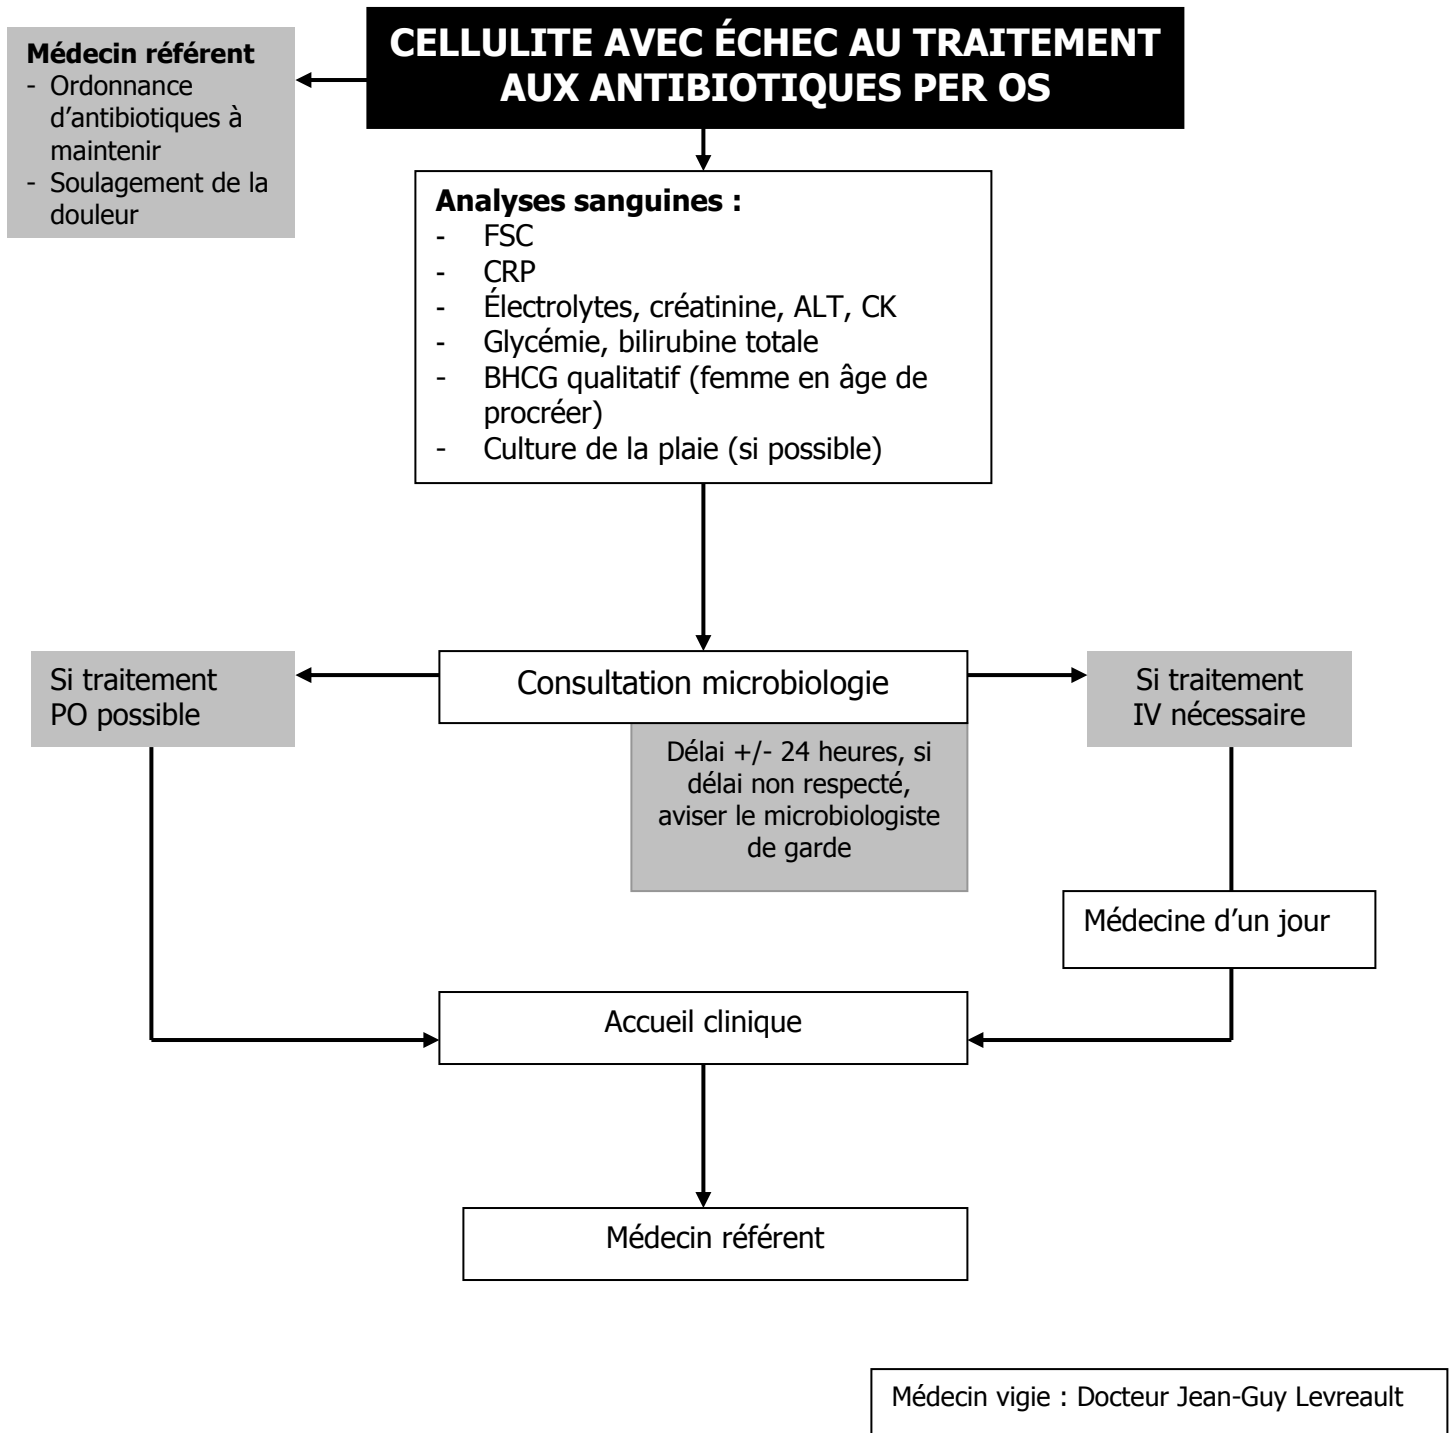 CELLULITE AVEC ÉCHEC AU TRAITEMENT
AUX ANTIBIOTIQUES PER OS
Médecin référent
- Ordonnance
d’antibiotiques à
maintenir
- Soulagement de la
douleur
Analyses sanguines :
- FSC
- CRP
- Électrolytes, créatinine, ALT, CK
- Glycémie, bilirubine totale
- BHCG qualitatif (femme en âge de
procréer)
- Culture de la plaie (si possible)
Si traitement
PO possible
Consultation microbiologie
Si traitement
IV nécessaire
Délai +/- 24 heures, si
délai non respecté,
aviser le microbiologiste
de garde
Médecine d’un jour
Accueil clinique
Médecin référent
Médecin vigie : Docteur Jean-Guy Levreault